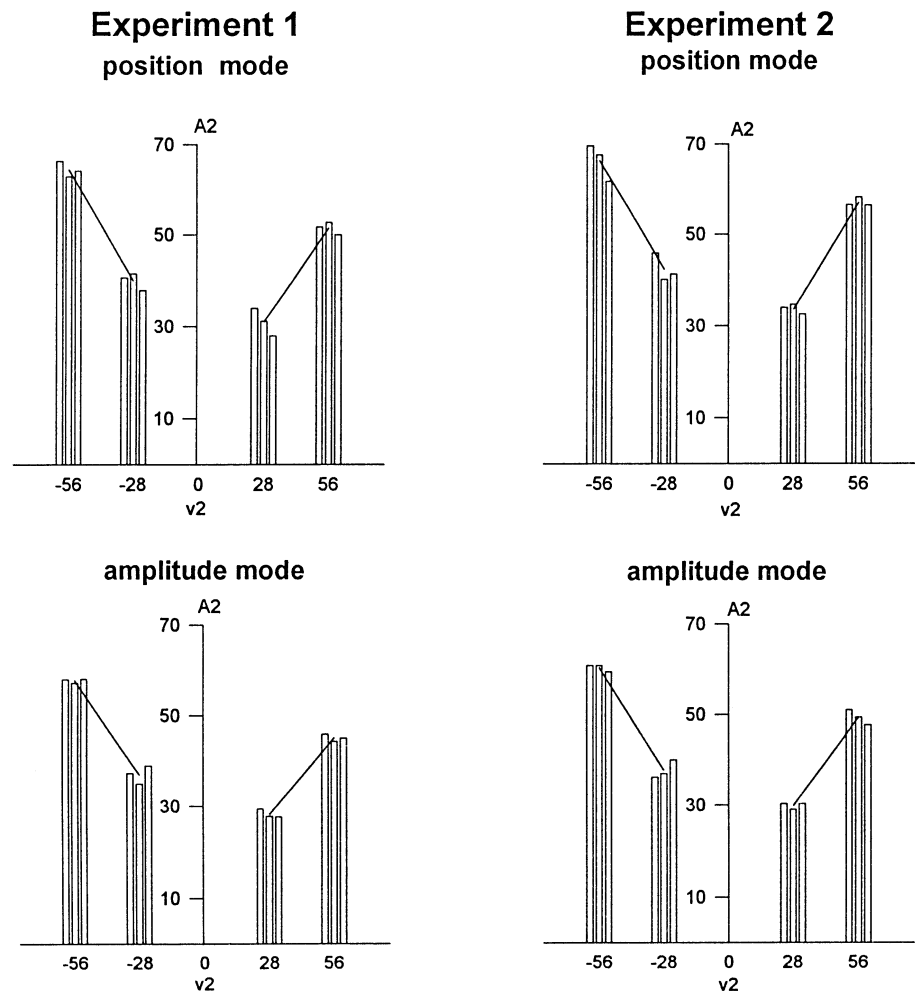 Experiment 1
position mode
A2
70
50
30
10
-56 -28 0 28 56
v2
Experiment 2
position mode
A2
70
50
30
10
-56 -28 0 28 56
v2
amplitude mode
A2
70
50
30
10
-56 -28 0 28 56
v2
amplitude mode
A2
70
50
30
10
-56 -28 0 28 56
v2